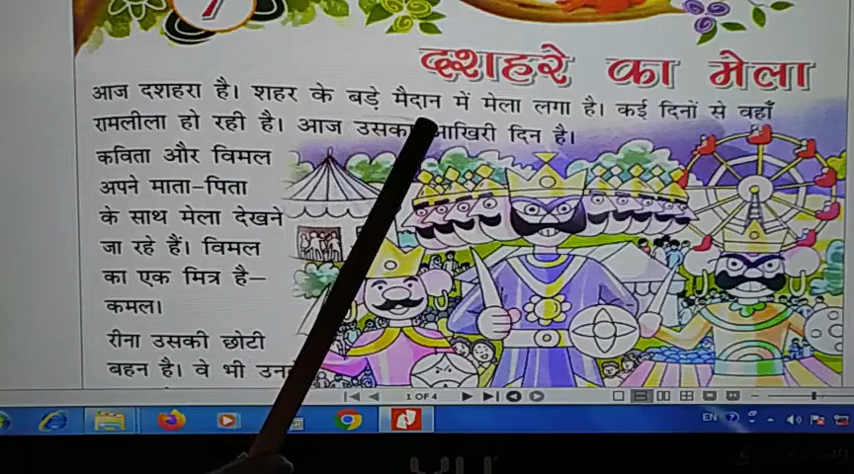 7
दशहरे का मेला
आज दशहरा है। शहर के बड़े मैदान में मेला लगा है। कई दिनों से वहाँ
रामलीला हो रही है। आज उसका आखिरी दिन है।
कविता और विमल
अपने माता-पिता
के साथ मेला देखने
जा रहे हैं। विमल
का एक मित्र है—
कमल।
रीना उसकी छोटी
बहन है। वे भी
1 OF 4
EN